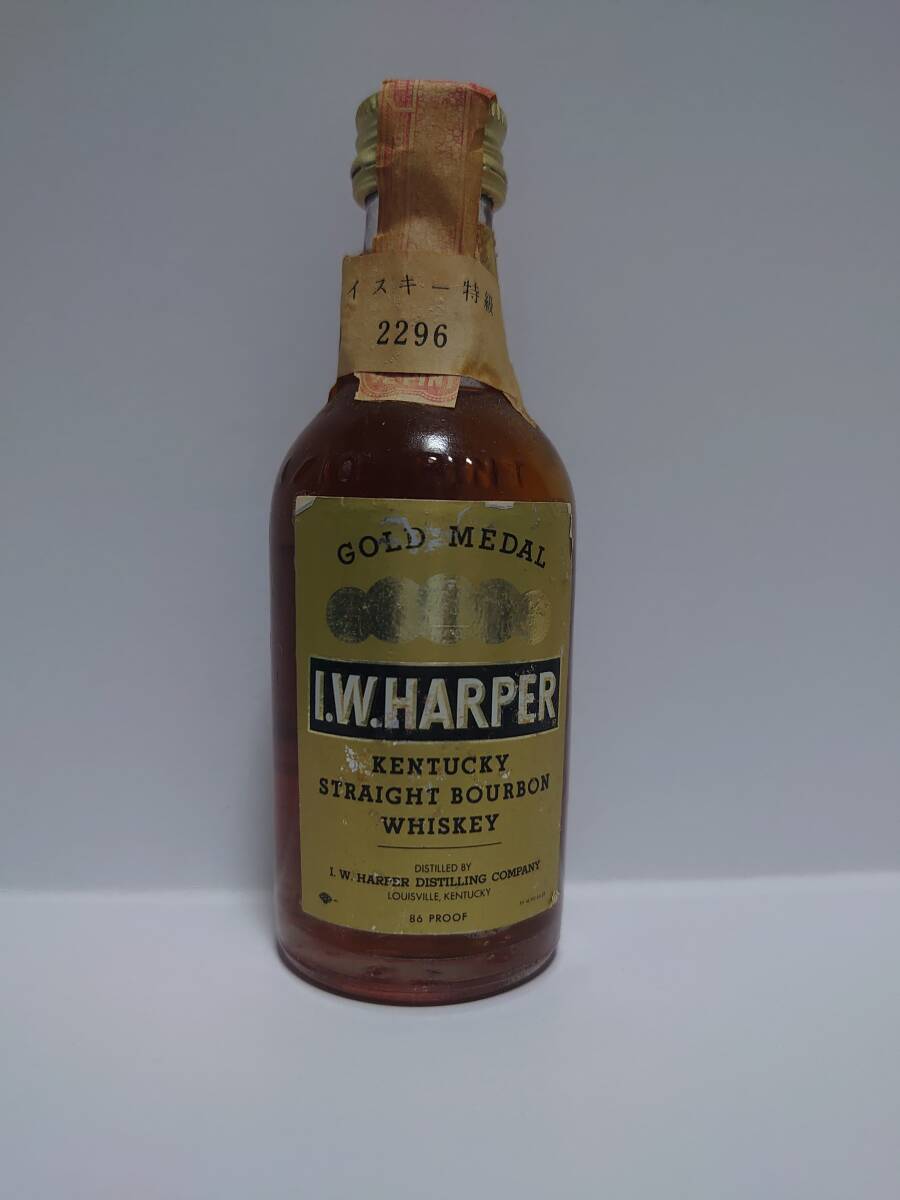 イスキー特級
2296
PINT
GOLD MEDAL
I.W.HARPER
KENTUCKY
STRAIGHT BOURBON
WHISKEY
DISTILLED BY
I. W. HARPER DISTILLING COMPANY
LOUISVILLE, KENTUCKY
86 PROOF